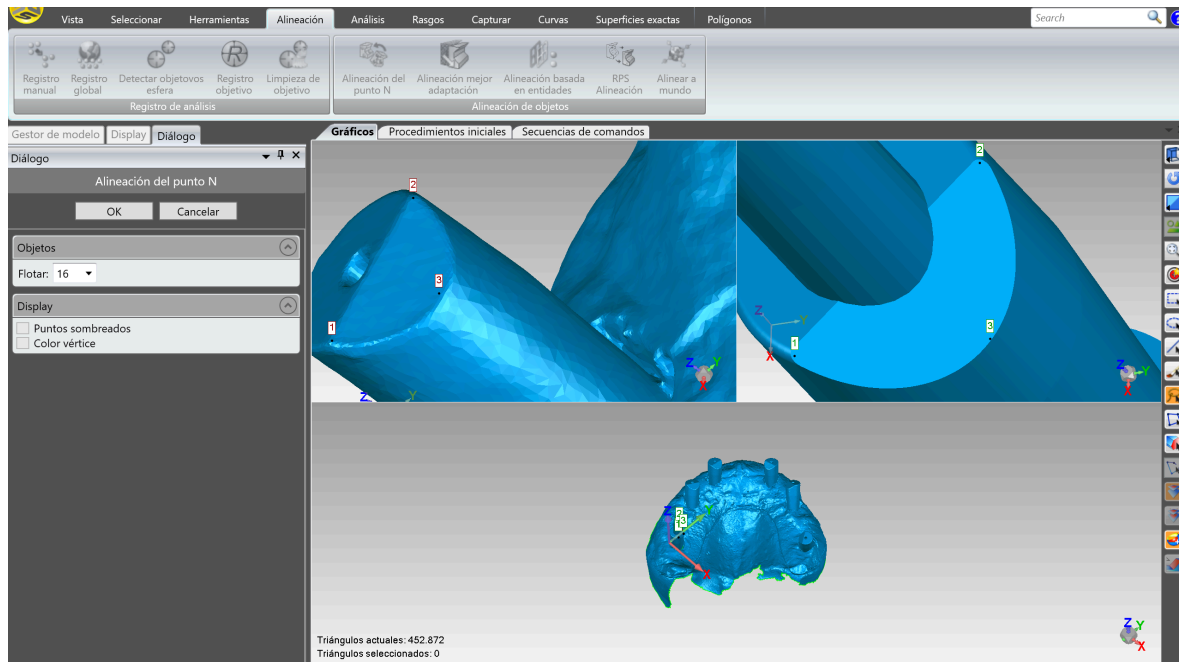 Vista Seleccionar Herramientas Alineación Análisis Rasgos Capturar Curvas Superficies exactas Polígonos Search ?
Registro manual Registro global Detectar objetovos esfera Registro objetivo Limpieza de objetivo Alineación del punto N Alineación mejor adaptación Alineación basada en entidades RPS Alineación Alinear a mundo
Registro de análisis Alineación de objetos
Gestor de modelo Display Diálogo Gráficos Procedimientos iniciales Secuencias de comandos
Diálogo
Alineación del punto N
OK Cancelar
Objetos
Flotar: 16
Display
Puntos sombreados
Color vértice
2
3
1
Z Y X
Z Y
2
3
1
Z Y X
Z Y X
2
1 3
Z Y X
Z Y X
Triángulos actuales: 452.872
Triángulos seleccionados: 0